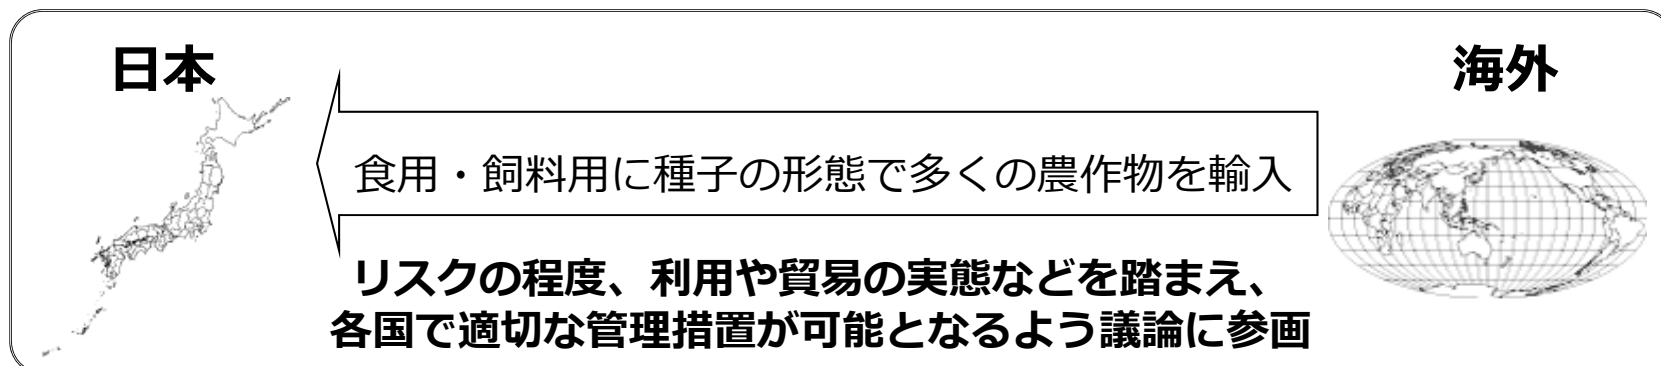 日本
海外
食用・飼料用に種子の形態で多くの農作物を輸入
リスクの程度、利用や貿易の実態などを踏まえ、
各国で適切な管理措置が可能となるよう議論に参画